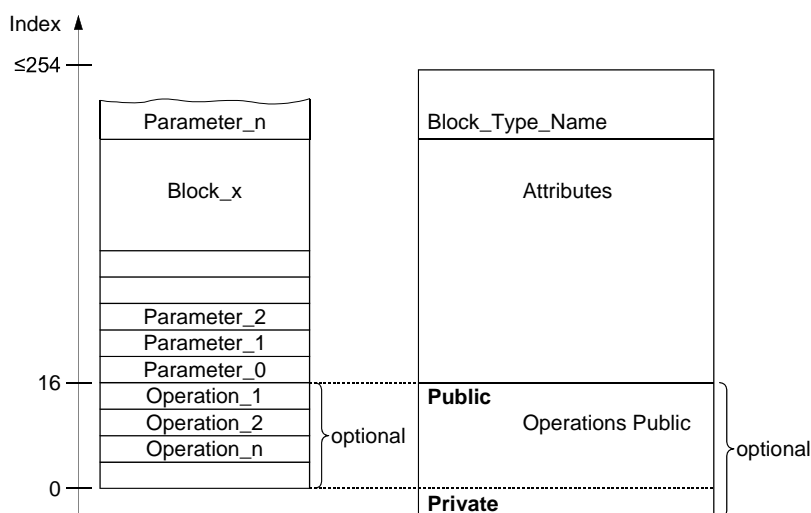 Index
≤254
Parameter_n
Block_Type_Name
Block_x
Attributes
Parameter_2
Parameter_1
Parameter_0
16
Operation_1
Public
Operation_2
Operations Public
optional
Operation_n
optional
0
Private